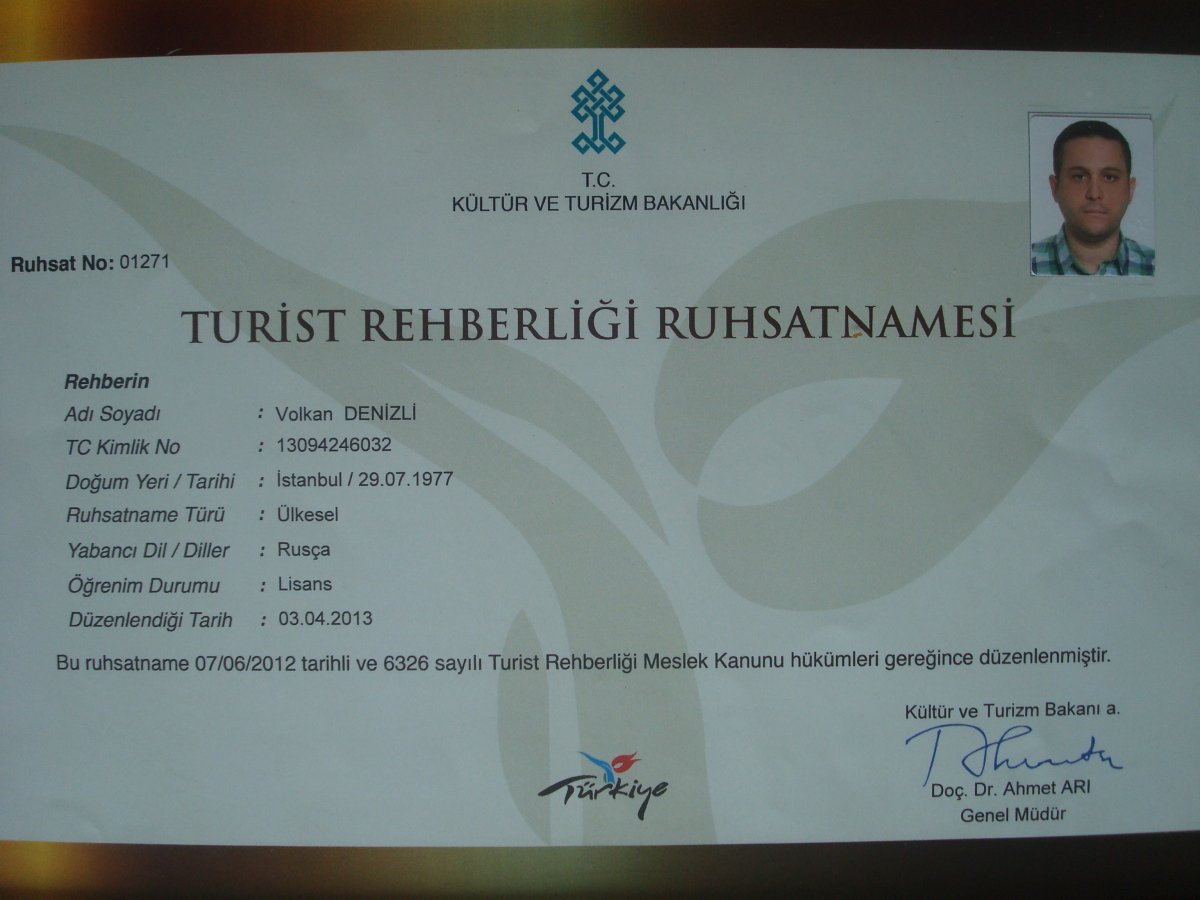 T.C.
KÜLTÜR VE TURİZM BAKANLIĞI
Ruhsat No: 01271
TURİST REHBERLİĞİ RUHSATNAMESİ
Rehberin
Adı Soyadı : Volkan DENİZLİ
TC Kimlik No : 13094246032
Doğum Yeri / Tarihi : İstanbul / 29.07.1977
Ruhsatname Türü : Ülkesel
Yabancı Dil / Diller : Rusça
Öğrenim Durumu : Lisans
Düzenlendiği Tarih : 03.04.2013
Bu ruhsatname 07/06/2012 tarihli ve 6326 sayılı Turist Rehberliği Meslek Kanunu hükümleri gereğince düzenlenmiştir.
Kültür ve Turizm Bakanı a.
Doç. Dr. Ahmet ARI
Genel Müdür
Türkiye